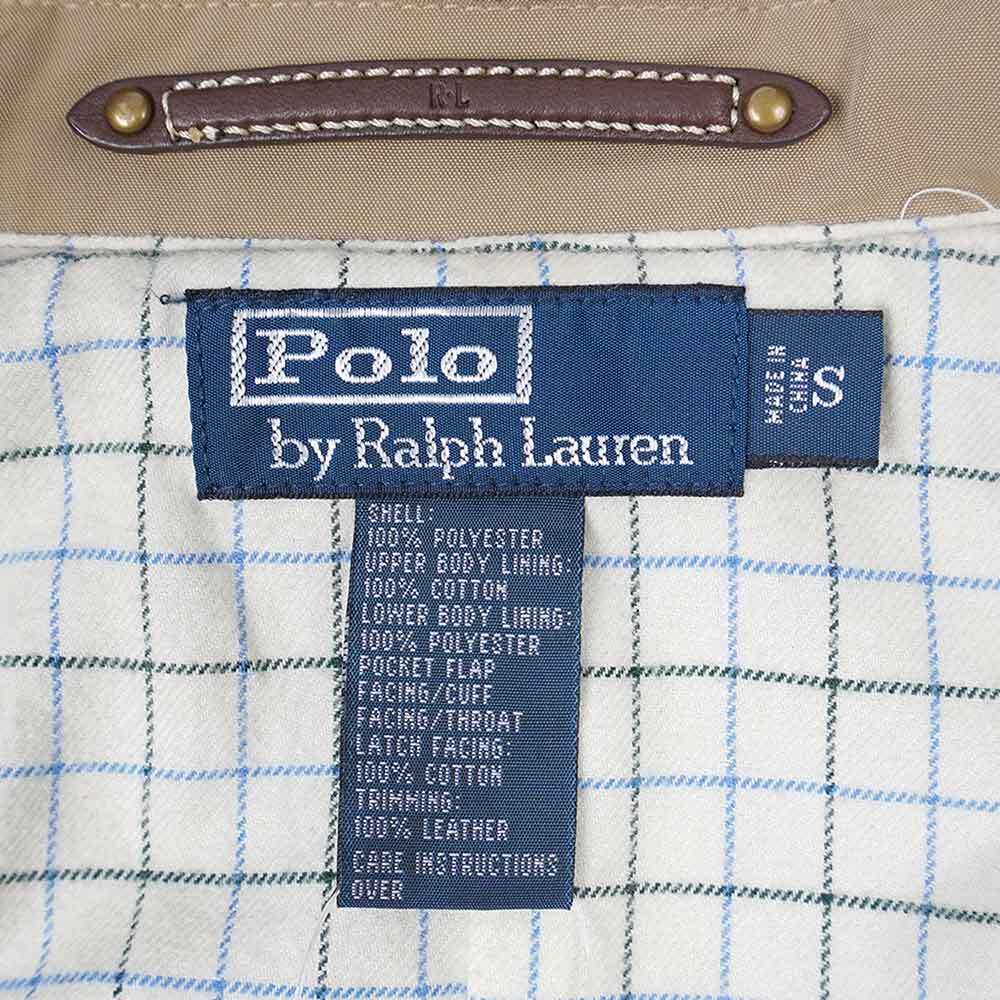 R·L
Polo
by Ralph Lauren
MADE IN
CHINA
S
SHELL:
100% POLYESTER
UPPER BODY LINING:
100% COTTON
LOWER BODY LINING:
100% POLYESTER
POCKET FLAP
FACING/CUFF
FACING/THROAT
LATCH FACING:
100% COTTON
TRIMMING:
100% LEATHER
CARE INSTRUCTIONS
OVER